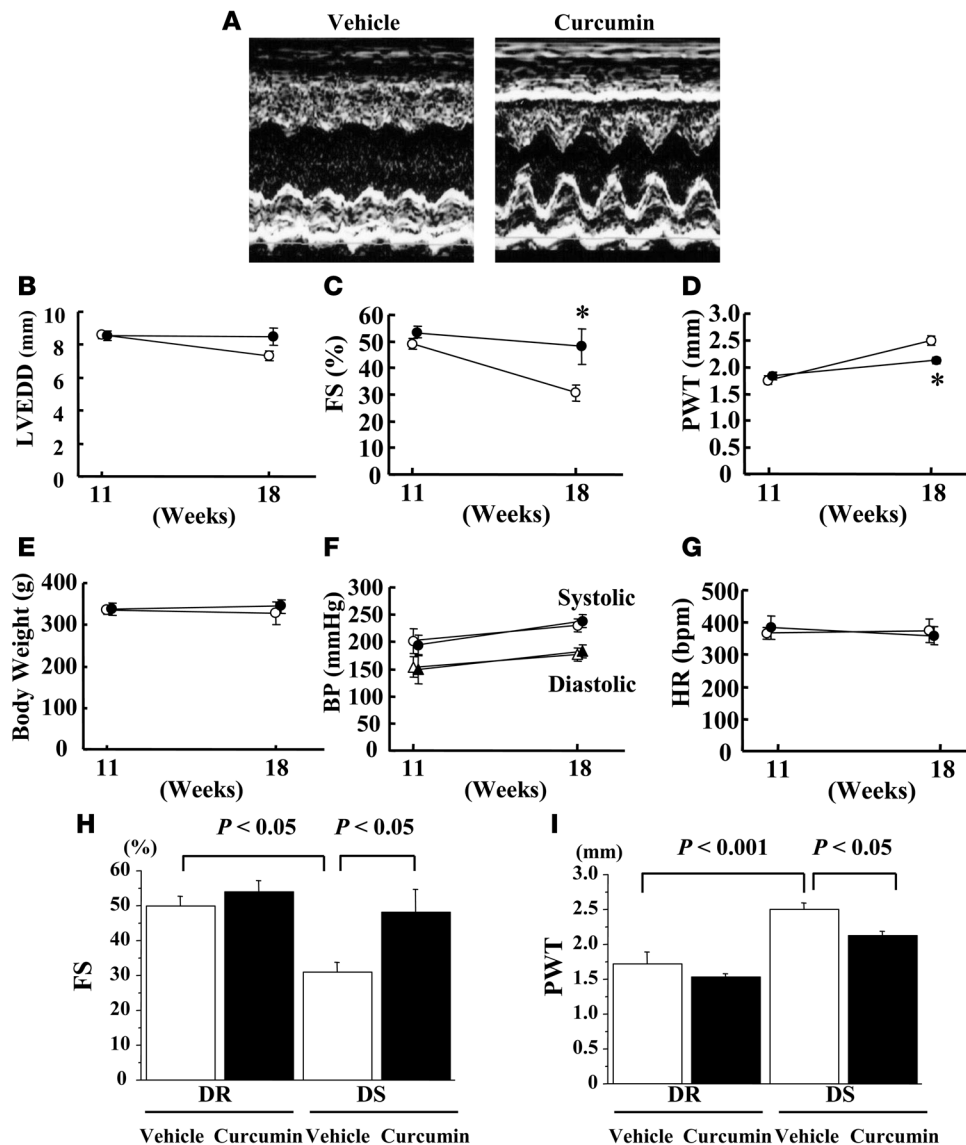 A
Vehicle Curcumin
B
LVEDD (mm)
10
8
6
4
2
0
11 18
(Weeks)
C
FS (%)
60
50
40
30
20
10
0
*
11 18
(Weeks)
D
PWT (mm)
3.0
2.5
2.0
1.5
1.0
0.5
0
*
11 18
(Weeks)
E
Body Weight (g)
400
300
200
100
0
11 18
(Weeks)
F
BP (mmHg)
300
250
200
150
100
50
0
Systolic
Diastolic
11 18
(Weeks)
G
HR (bpm)
500
400
300
200
100
0
11 18
(Weeks)
H
(%)
P < 0.05 P < 0.05
FS
60
50
40
30
20
10
0
DR DS
Vehicle Curcumin Vehicle Curcumin
I
(mm)
P < 0.001 P < 0.05
PWT
3.0
2.5
2.0
1.5
1.0
0.5
0
DR DS
Vehicle Curcumin Vehicle Curcumin